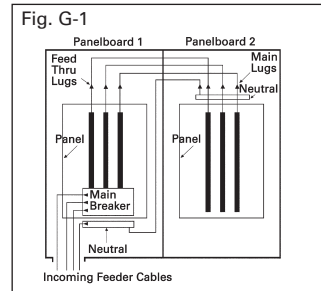 Fig. G-1
Panelboard 1
Panelboard 2
Feed
Thru
Lugs
Main
Lugs
Neutral
Panel
Panel
Main
Breaker
Neutral
Incoming Feeder Cables